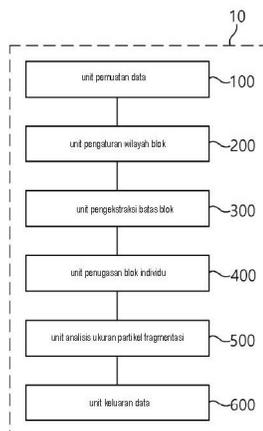 10
unit pemuatan data
100
unit pengaturan wilayah blok
200
unit pengekstraksi batas blok
300
unit penugasan blok individu
400
unit analisis ukuran partikel fragmentasi
500
unit keluaran data
600